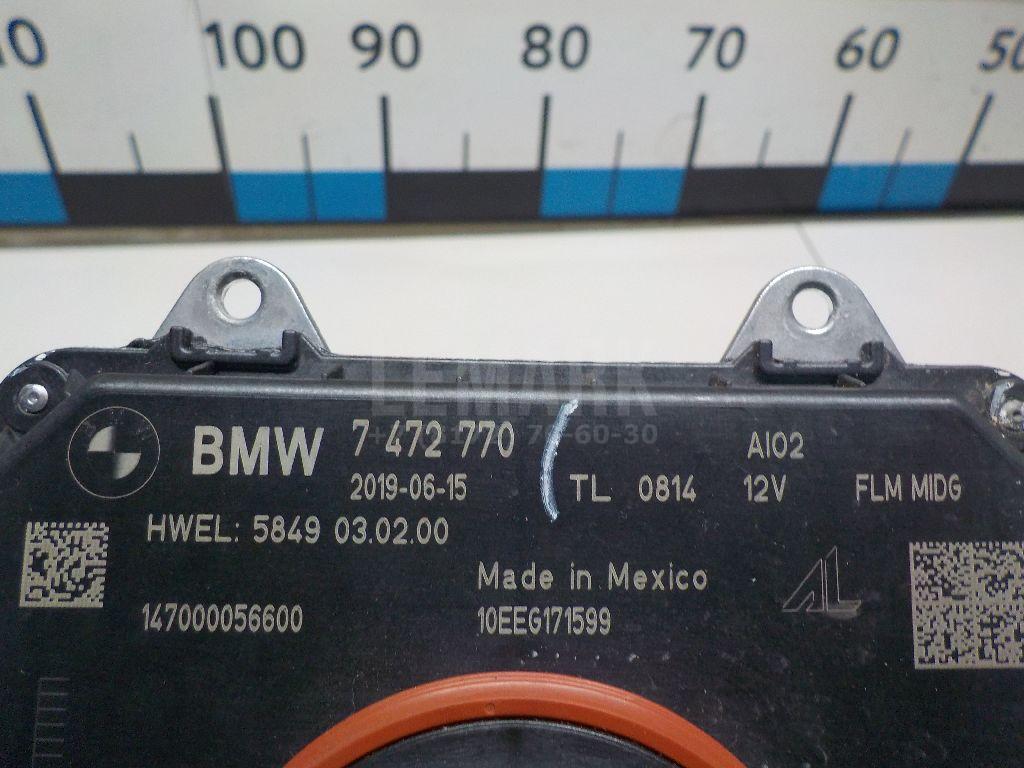 100 90 80 70 60
LEMARK
BMW 7 472 770
AI02
2019-06-15 TL 0814 12V FLM MIDG
HWEL: 5849 03.02.00
Made in Mexico
147000056600 10EEG171599